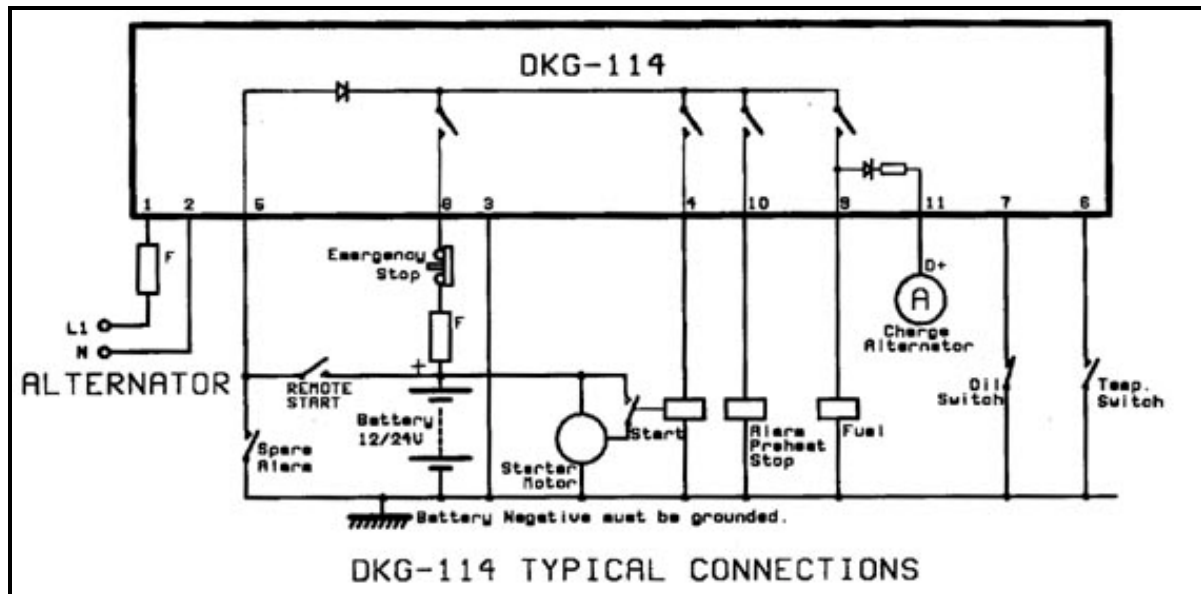 DKG-114
1 2 5 8 3 4 10 9 11 7 6
F
Emergency
Stop
F
L1
N
ALTERNATOR
+
REMOTE
START
Battery
12/24V
Spare
Alarm
Starter
Motor
Start
Alarm
Preheat
Stop
Fuel
D+
A
Charge
Alternator
Oil
Switch
Temp.
Switch
Battery Negative must be grounded.
DKG-114 TYPICAL CONNECTIONS